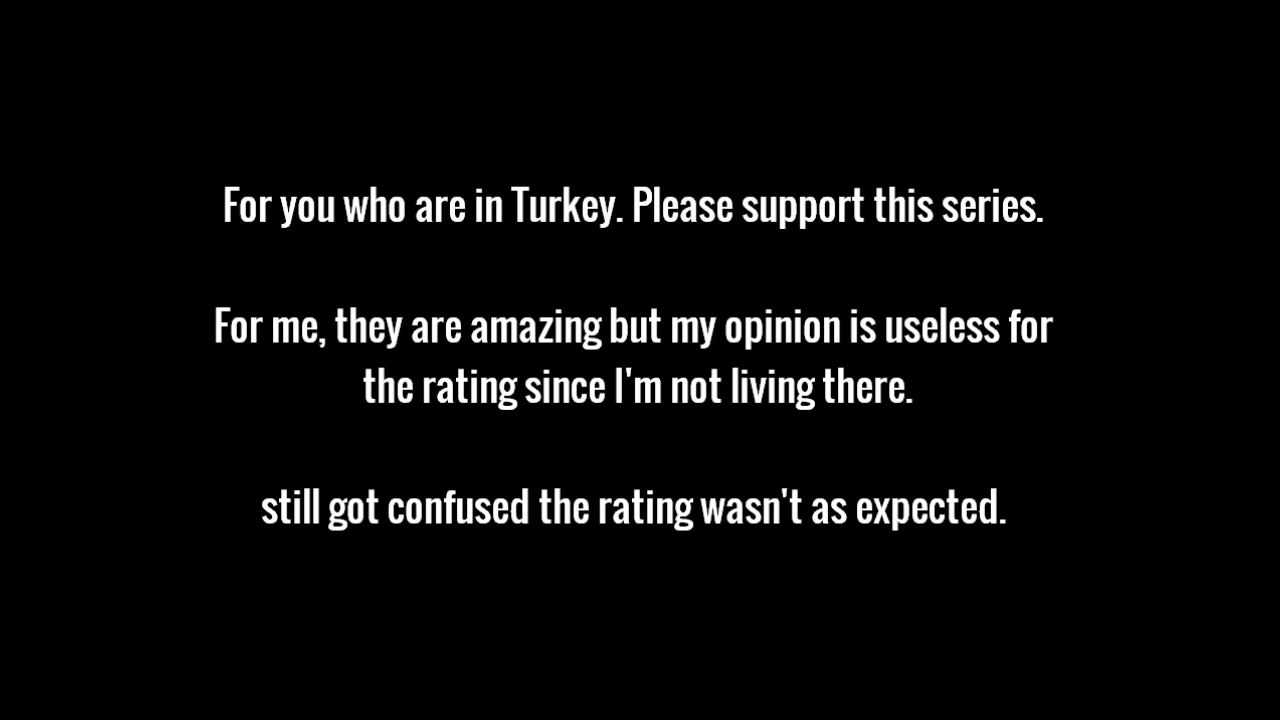 For you who are in Turkey. Please support this series.
For me, they are amazing but my opinion is useless for
the rating since I'm not living there.
still got confused the rating wasn't as expected.